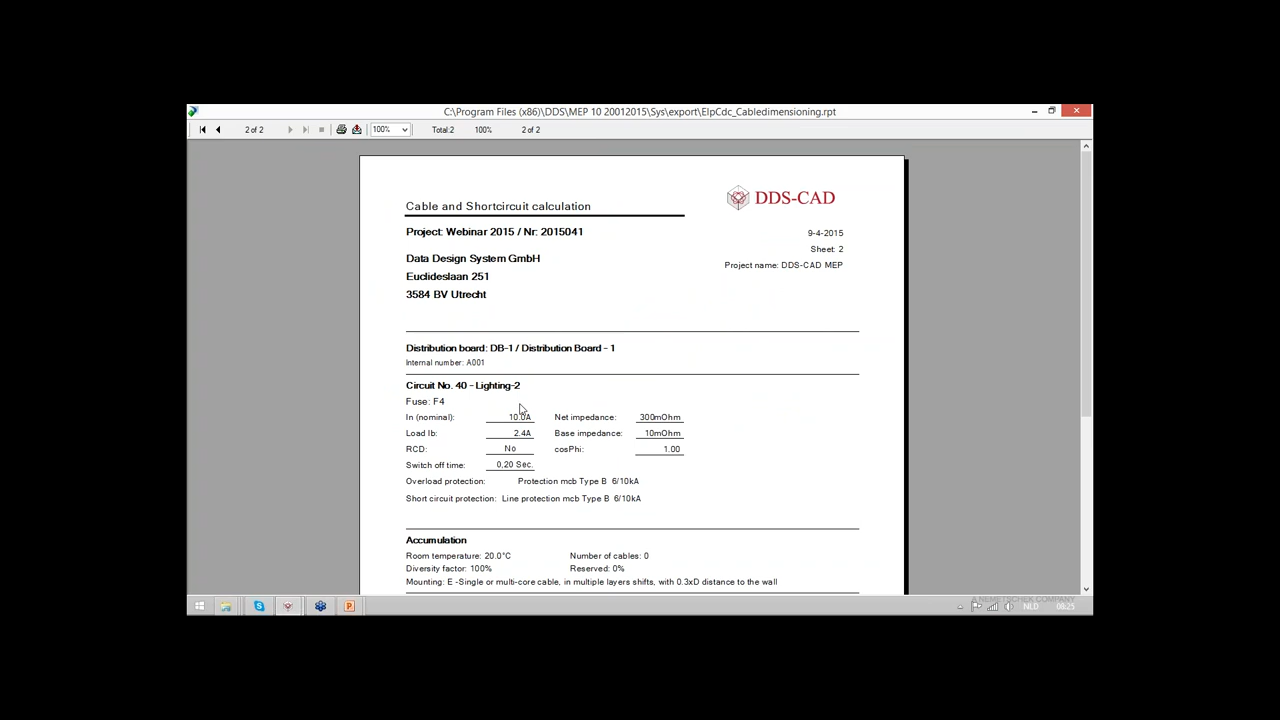 C:\Program Files (x86)\DDS\MEP 10 20012015\Sys\export\ElpCdc_Cabledimensioning.rpt
2 of 2 100% Total:2 100% 2 of 2
DDS-CAD
Cable and Shortcircuit calculation
Project: Webinar 2015 / Nr: 2015041
9-4-2015
Sheet: 2
Data Design System GmbH
Project name: DDS-CAD MEP
Euclideslaan 251
3584 BV Utrecht
Distribution board: DB-1 / Distribution Board - 1
Internal number: A001
Circuit No. 40 - Lighting-2
Fuse: F4
In (nominal): 10.0A Net impedance: 300mOhm
Load Ib: 2.4A Base impedance: 10mOhm
RCD: No cosPhi: 1.00
Switch off time: 0,20 Sec.
Overload protection: Protection mcb Type B 6/10kA
Short circuit protection: Line protection mcb Type B 6/10kA
Accumulation
Room temperature: 20.0°C Number of cables: 0
Diversity factor: 100% Reserved: 0%
Mounting: E -Single or multi-core cable, in multiple layers shifts, with 0.3xD distance to the wall
A NEMETSCHEK COMPANY
NLD 08:25